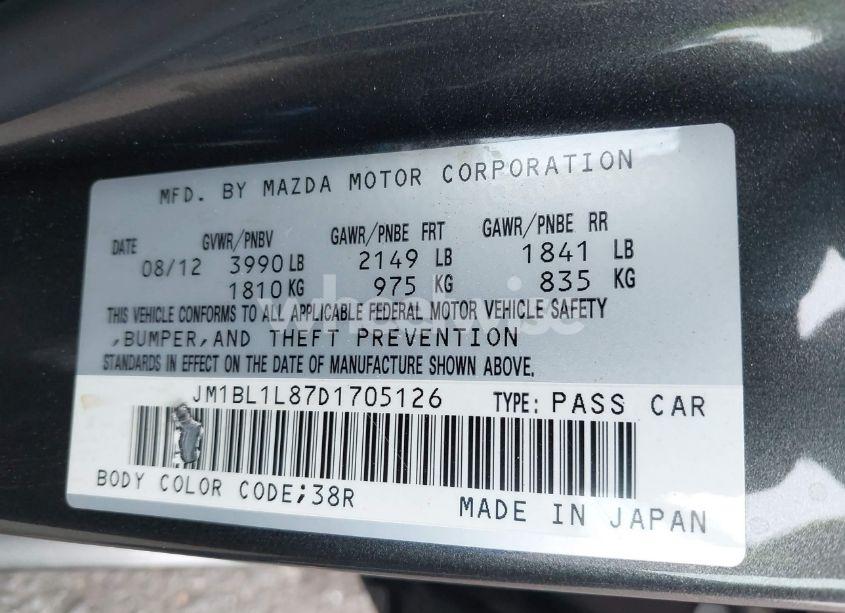 MFD. BY MAZDA MOTOR CORPORATION
DATE GVWR/PNBV GAWR/PNBE FRT GAWR/PNBE RR
08/12 3990 LB 2149 LB 1841 LB
1810 KG 975 KG 835 KG
THIS VEHICLE CONFORMS TO ALL APPLICABLE FEDERAL MOTOR VEHICLE SAFETY
,BUMPER,AND THEFT PREVENTION
STANDARDS IN EFFECT ON THE DATE OF MANUFACTURE SHOWN ABOVE.
JM1BL1L87D1705126 TYPE: PASS CAR
BODY COLOR CODE;38R MADE IN JAPAN